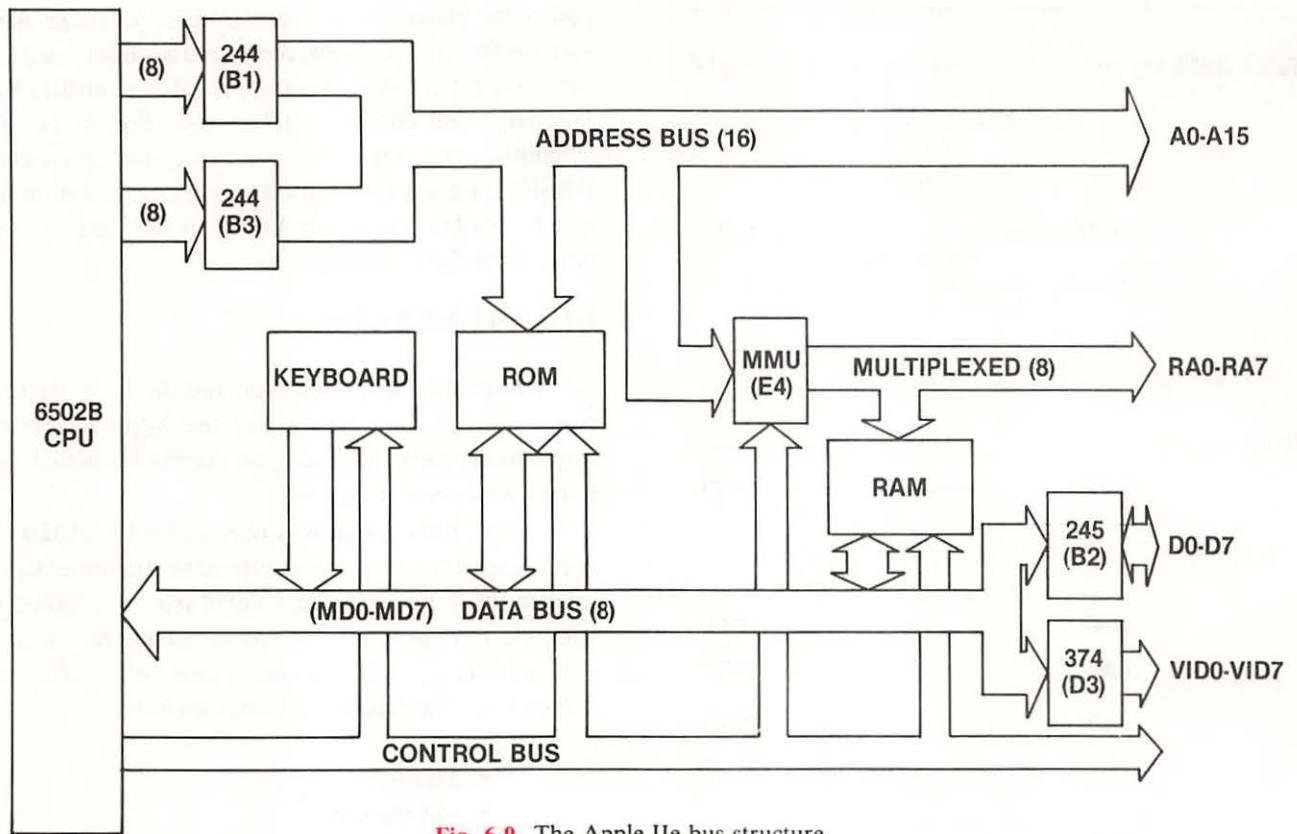 244
(B1)
(8)
244
(B3)
(8)
ADDRESS BUS (16)
A0-A15
6502B
CPU
KEYBOARD
ROM
MMU
(E4)
MULTIPLEXED (8)
RA0-RA7
RAM
245
(B2)
D0-D7
(MD0-MD7) DATA BUS (8)
374
(D3)
VID0-VID7
CONTROL BUS
Fig. 6-9. The Apple IIe bus structure.